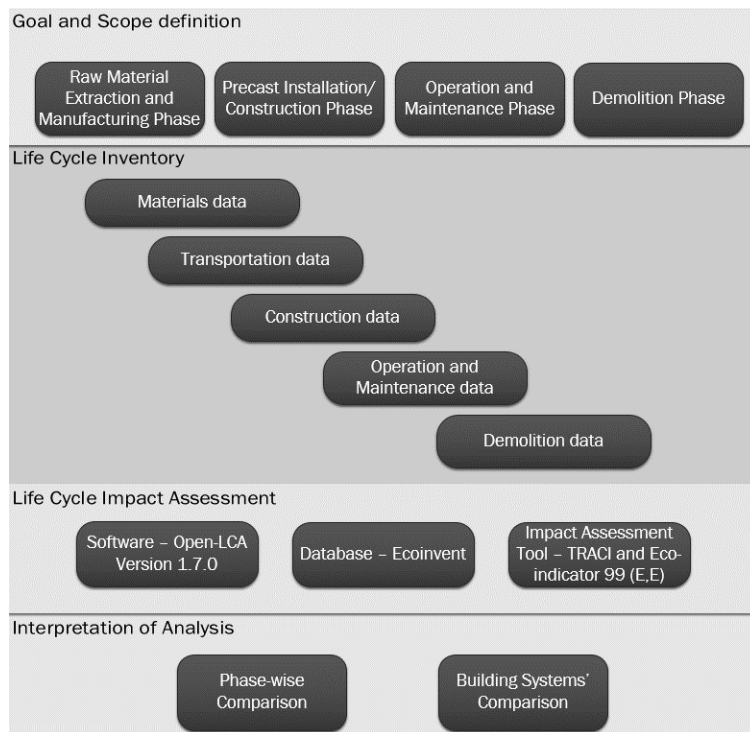 Goal and Scope definition
Raw Material
Extraction and
Manufacturing Phase
Precast Installation/
Construction Phase
Operation and
Maintenance Phase
Demolition Phase
Life Cycle Inventory
Materials data
Transportation data
Construction data
Operation and
Maintenance data
Demolition data
Life Cycle Impact Assessment
Software – Open-LCA
Version 1.7.0
Database – Ecoinvent
Impact Assessment
Tool – TRACI and Eco-
indicator 99 (E,E)
Interpretation of Analysis
Phase-wise
Comparison
Building Systems’
Comparison